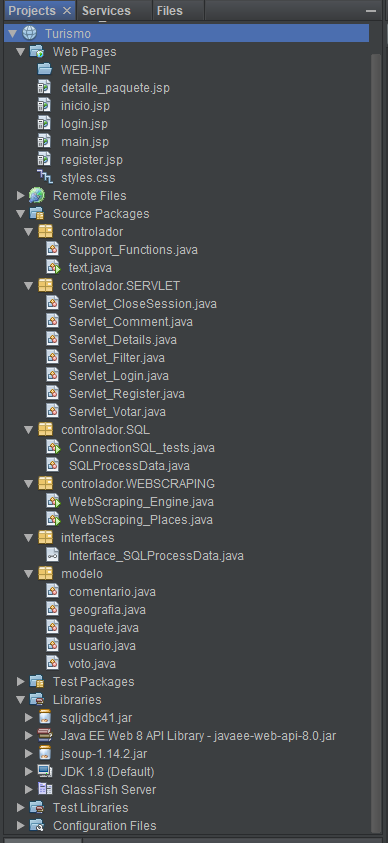 Projects Services Files
Turismo
Web Pages
WEB-INF
detalle_paquete.jsp
inicio.jsp
login.jsp
main.jsp
register.jsp
styles.css
Remote Files
Source Packages
controlador
Support_Functions.java
text.java
controlador.SERVLET
Servlet_CloseSession.java
Servlet_Comment.java
Servlet_Details.java
Servlet_Filter.java
Servlet_Login.java
Servlet_Register.java
Servlet_Votar.java
controlador.SQL
ConnectionSQL_tests.java
SQLProcessData.java
controlador.WEBSCRAPING
WebScraping_Engine.java
WebScraping_Places.java
interfaces
Interface_SQLProcessData.java
modelo
comentario.java
geografia.java
paquete.java
usuario.java
voto.java
Test Packages
Libraries
sqljdbc41.jar
Java EE Web 8 API Library - javaee-web-api-8.0.jar
jsoup-1.14.2.jar
JDK 1.8 (Default)
GlassFish Server
Test Libraries
Configuration Files